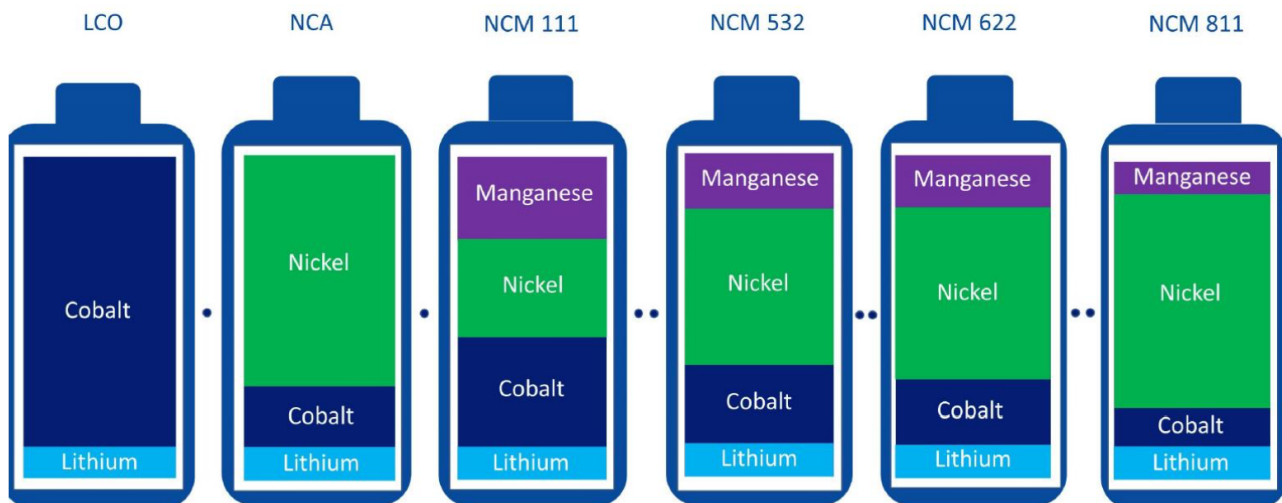 LCO
NCA
NCM 111
NCM 532
NCM 622
NCM 811
Cobalt
Lithium
Nickel
Cobalt
Lithium
Manganese
Nickel
Cobalt
Lithium
Manganese
Nickel
Cobalt
Lithium
Manganese
Nickel
Cobalt
Lithium
Manganese
Nickel
Cobalt
Lithium